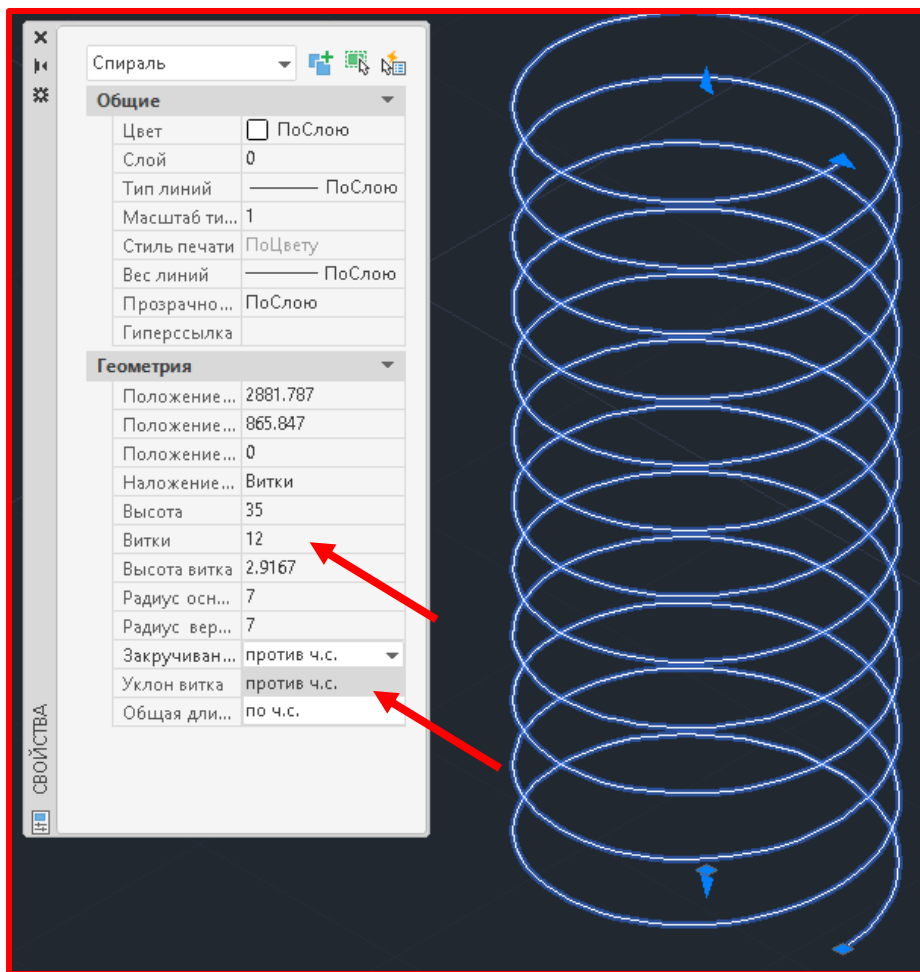 Спираль
Общие
Цвет ПоСлою
Слой 0
Тип линий ПоСлою
Масштаб ти... 1
Стиль печати ПоЦвету
Вес линий ПоСлою
Прозрачно... ПоСлою
Гиперссылка
Геометрия
Положение... 2881.787
Положение... 865.847
Положение... 0
Наложение... Витки
Высота 35
Витки 12
Высота витка 2.9167
Радиус осн... 7
Радиус вер... 7
Закручиван... против ч.с.
Уклон витка против ч.с.
Общая дли... по ч.с.
СВОЙСТВА